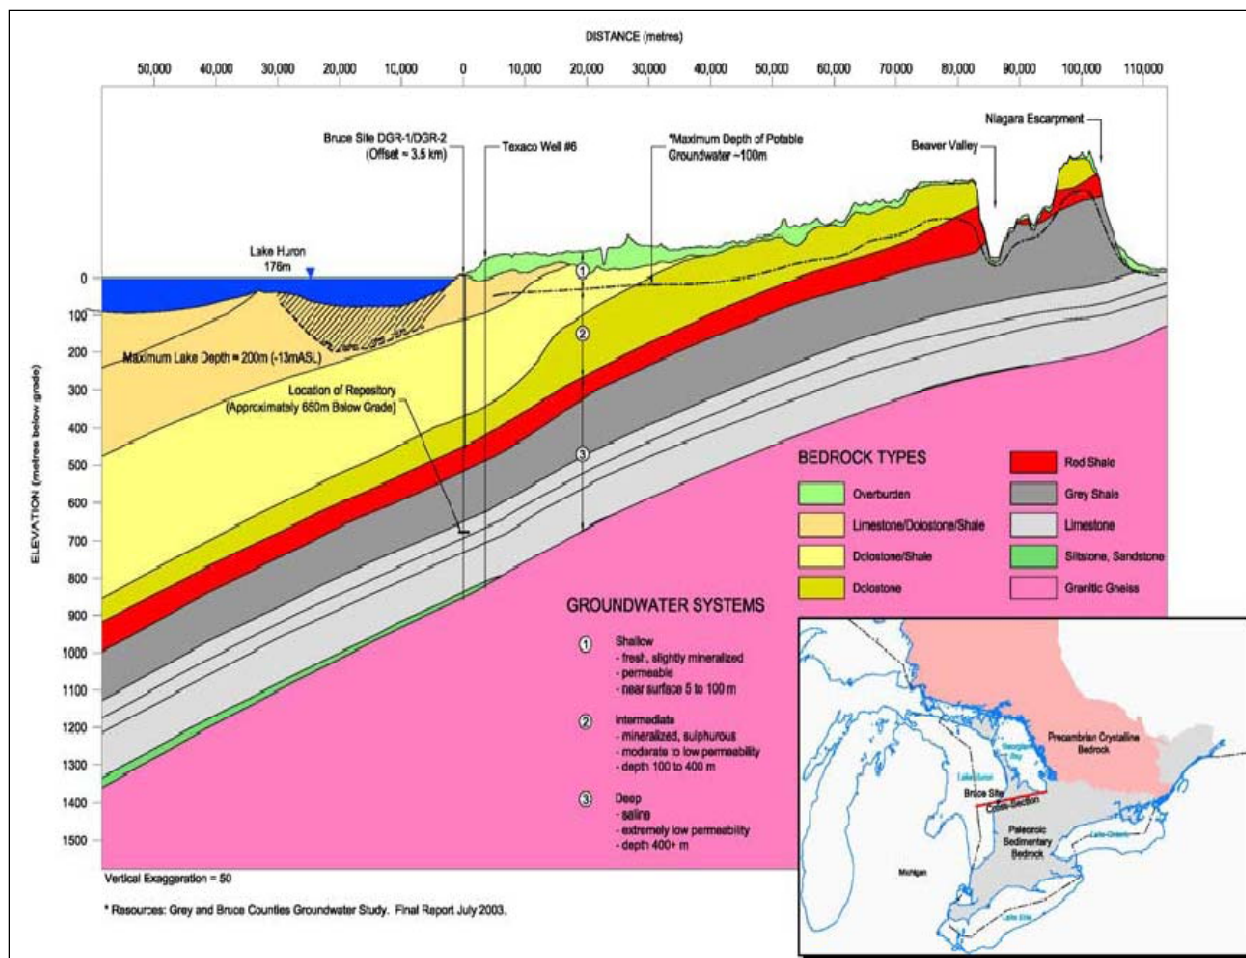 DISTANCE (metres)
50,000 40,000 30,000 20,000 10,000 0 10,000 20,000 30,000 40,000 50,000 60,000 70,000 80,000 90,000 100,000 110,000
Niagara Escarpment
Bruce Site DGR-1/DGR-2
(Offset ≈ 3.5 km)
Texaco Well #6
*Maximum Depth of Potable
Groundwater ~100m
Beaver Valley
Lake Huron
176m
ELEVATION (metres below grade)
0
100
200
300
400
500
600
700
800
900
1000
1100
1200
1300
1400
1500
1
2
3
Maximum Lake Depth = 200m (-13mASL)
Location of Repository
(Approximately 650m Below Grade)
BEDROCK TYPES
Overburden
Limestone/Dolostone/Shale
Dolostone/Shale
Dolostone
Red Shale
Grey Shale
Limestone
Siltstone, Sandstone
Granitic Gneiss
GROUNDWATER SYSTEMS
1 Shallow
- fresh, slightly mineralized
- permeable
- near surface 5 to 100 m
2 Intermediate
- mineralized, sulphurous
- moderate to low permeability
- depth 100 to 400 m
3 Deep
- saline
- extremely low permeability
- depth 400+ m
Precambrian Crystalline
Bedrock
Georgian
Bay
Lake Huron
Bruce Site
Cross-Section
Paleozoic
Sedimentary
Bedrock
Lake Ontario
Michigan
Lake Erie
Vertical Exaggeration = 50
* Resources: Grey and Bruce Counties Groundwater Study. Final Report July 2003.